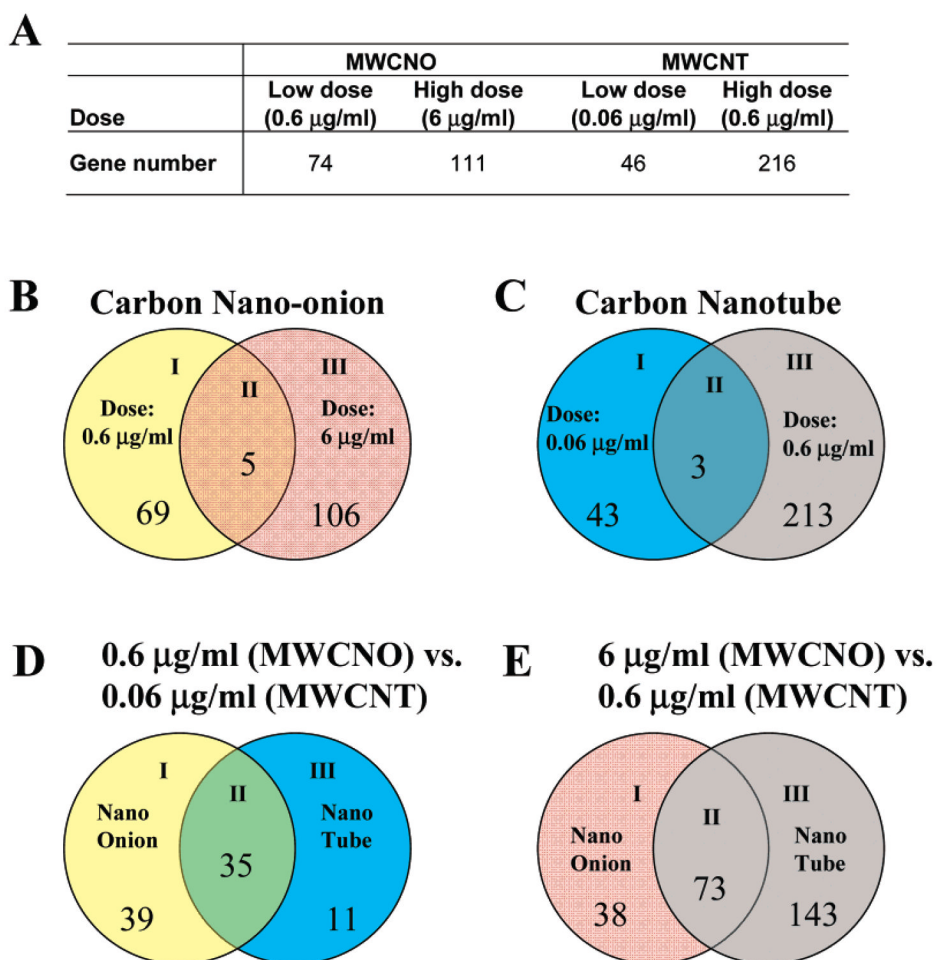 A
MWCNO MWCNT
Low dose High dose Low dose High dose
Dose (0.6 μg/ml) (6 μg/ml) (0.06 μg/ml) (0.6 μg/ml)
Gene number 74 111 46 216
B Carbon Nano-onion
I II III
Dose: Dose:
0.6 μg/ml 6 μg/ml
5
69 106
C Carbon Nanotube
I II III
Dose: Dose:
0.06 μg/ml 0.6 μg/ml
3
43 213
D 0.6 μg/ml (MWCNO) vs.
0.06 μg/ml (MWCNT)
I II III
Nano Nano
Onion Tube
35
39 11
E 6 μg/ml (MWCNO) vs.
0.6 μg/ml (MWCNT)
I II III
Nano Nano
Onion Tube
73
38 143